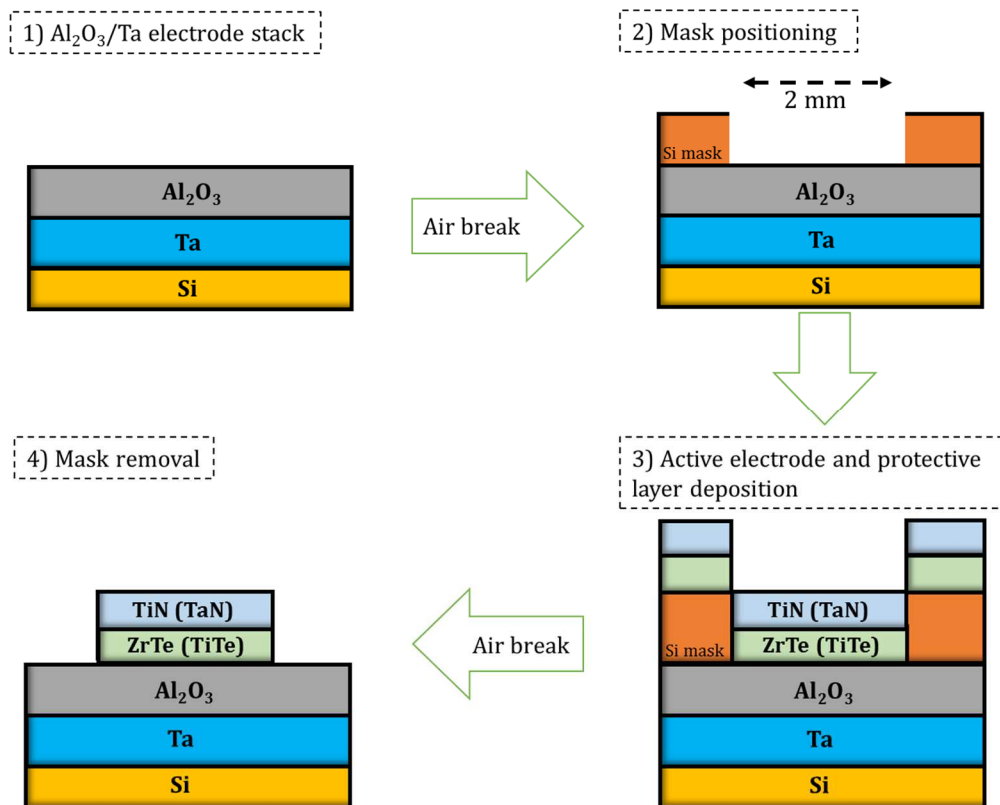 1) Al₂O₃/Ta electrode stack
Al₂O₃
Ta
Si
Air break
2) Mask positioning
2 mm
Si mask
Al₂O₃
Ta
Si
3) Active electrode and protective
layer deposition
TiN (TaN)
Si mask
ZrTe (TiTe)
Al₂O₃
Ta
Si
Air break
4) Mask removal
TiN (TaN)
ZrTe (TiTe)
Al₂O₃
Ta
Si